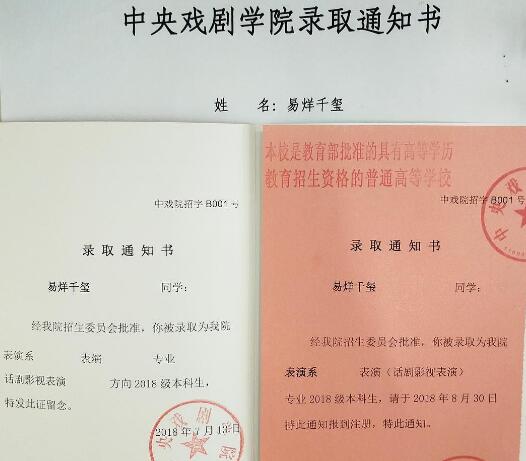 中央戏剧学院录取通知书
姓 名：易烊千玺
中戏院招字 B001 号
录 取 通 知 书
易烊千玺 同学：
经我院招生委员会批准，你被录取为我院
表演系 表演 专业
话剧影视表演 方向 2018 级本科生，
特发此证留念。
2018 年 7 月 13 日
本校是教育部批准的具有高等学历
教育招生资格的普通高等学校
中戏院招字 B001 号
录 取 通 知 书
易烊千玺 同学：
经我院招生委员会批准，你被录取为我院
表演系 表演（话剧影视表演）
专业 2018 级本科生，请于 2018 年 8 月 30 日
持此通知报到注册，特此通知。